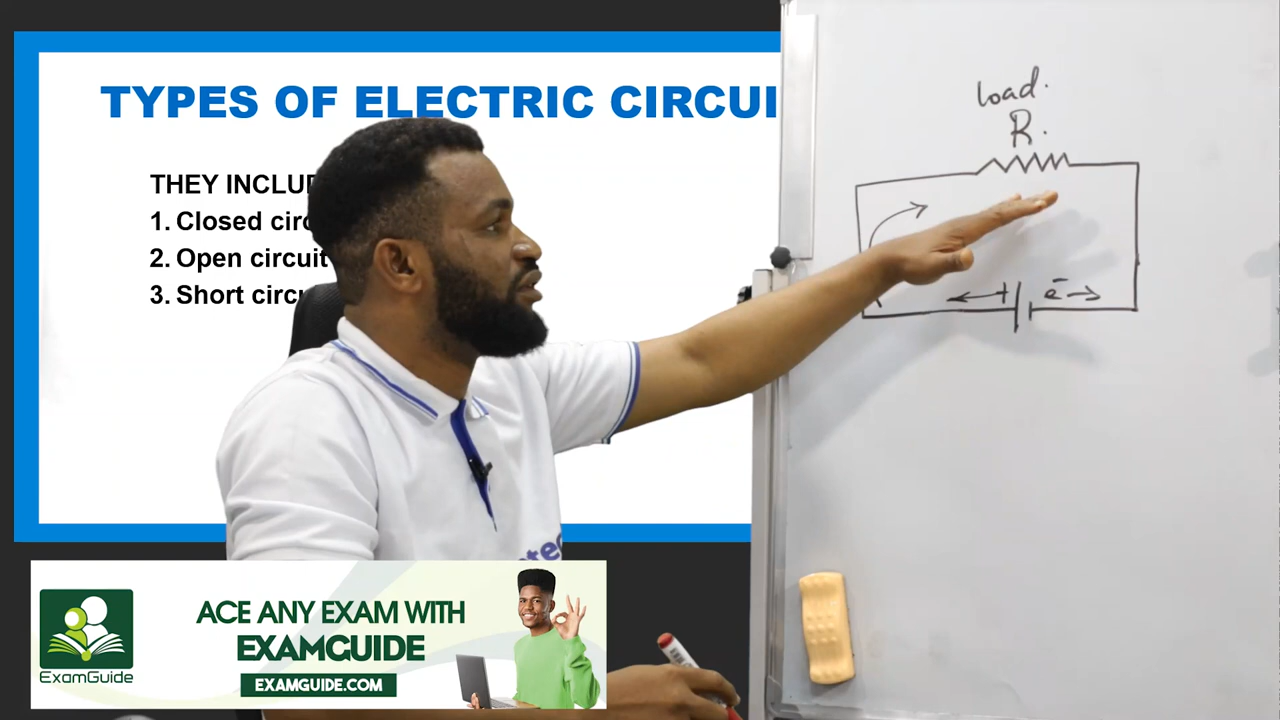 TYPES OF ELECTRIC
THEY INCLU
1. Closed circ
2. Open circuit
3. Short circ
load.
R.
+
e-
ACE ANY EXAM WITH
EXAMGUIDE
EXAMGUIDE.COM
ExamGuide